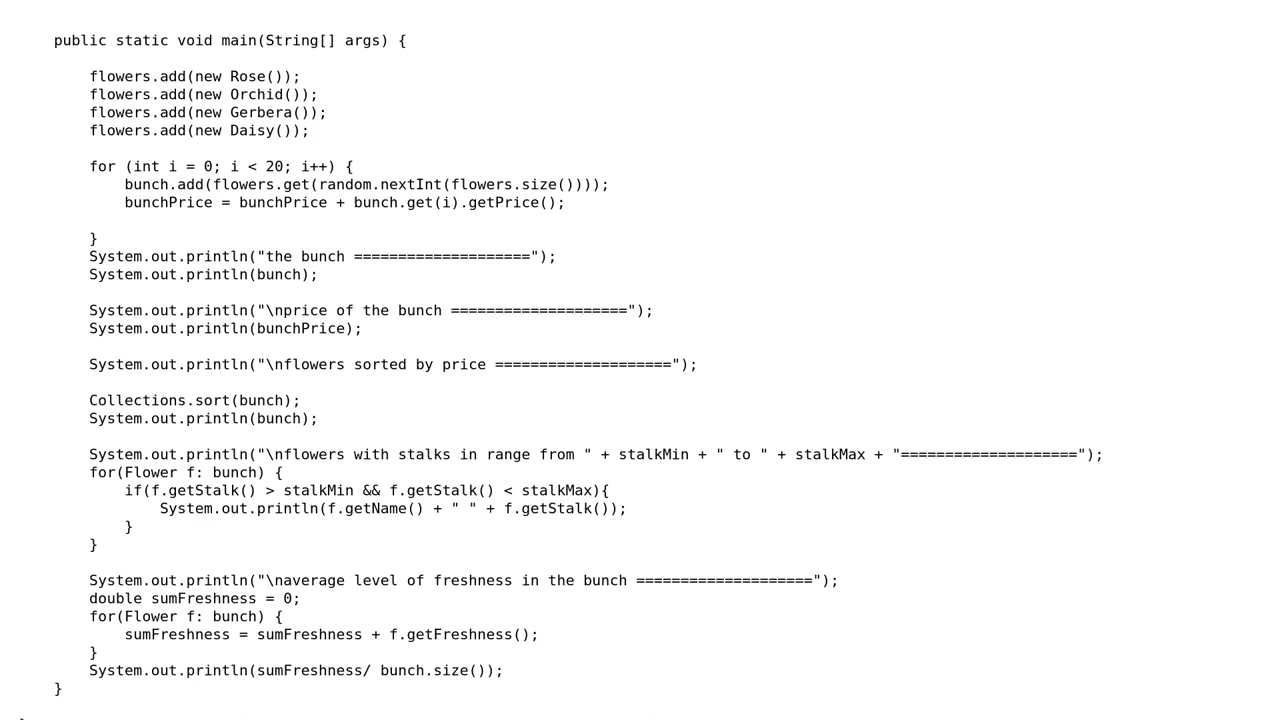 public static void main(String[] args) {
flowers.add(new Rose());
flowers.add(new Orchid());
flowers.add(new Gerbera());
flowers.add(new Daisy());
for (int i = 0; i < 20; i++) {
bunch.add(flowers.get(random.nextInt(flowers.size())));
bunchPrice = bunchPrice + bunch.get(i).getPrice();
}
System.out.println("the bunch ====================");
System.out.println(bunch);
System.out.println("\nprice of the bunch ====================");
System.out.println(bunchPrice);
System.out.println("\nflowers sorted by price ====================");
Collections.sort(bunch);
System.out.println(bunch);
System.out.println("\nflowers with stalks in range from " + stalkMin + " to " + stalkMax + "====================");
for(Flower f: bunch) {
if(f.getStalk() > stalkMin && f.getStalk() < stalkMax){
System.out.println(f.getName() + " " + f.getStalk());
}
}
System.out.println("\naverage level of freshness in the bunch ====================");
double sumFreshness = 0;
for(Flower f: bunch) {
sumFreshness = sumFreshness + f.getFreshness();
}
System.out.println(sumFreshness/ bunch.size());
}